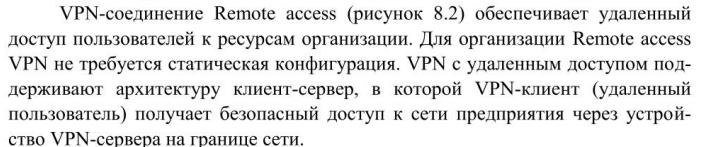 VPN-соединение Remote access (рисунок 8.2) обеспечивает удаленный
доступ пользователей к ресурсам организации. Для организации Remote access
VPN не требуется статическая конфигурация. VPN с удаленным доступом под-
держивают архитектуру клиент-сервер, в которой VPN-клиент (удаленный
пользователь) получает безопасный доступ к сети предприятия через устрой-
ство VPN-сервера на границе сети.